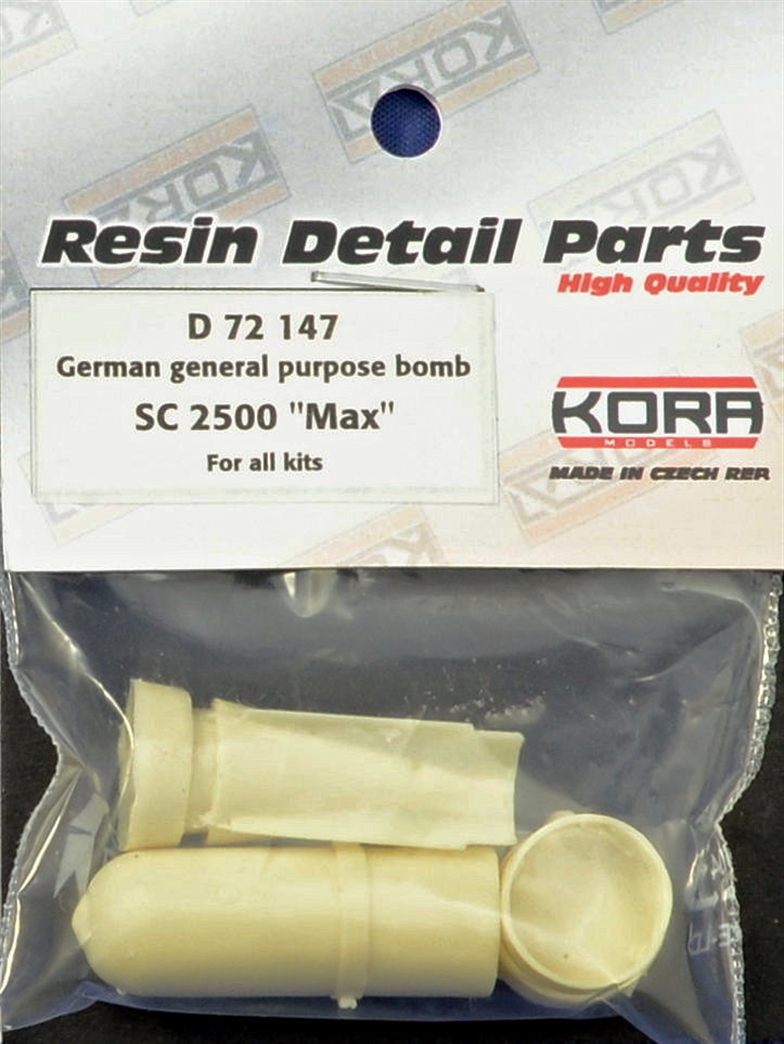 Resin Detail Parts
High Quality
D 72 147
German general purpose bomb
SC 2500 "Max"
For all kits
KORA
MODELS
MADE IN CZECH REP.